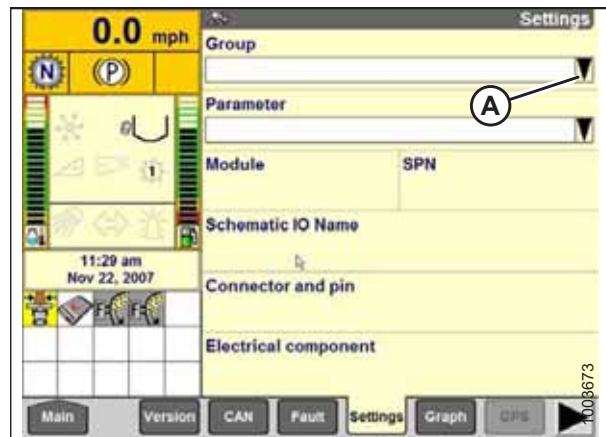 0.0 mph
Settings
Group
N
(P)
A
Parameter
Module
SPN
1
Schematic IO Name
11:29 am
Nov 22, 2007
Connector and pin
F
F
Electrical component
Main
Version
CAN
Fault
Settings
Graph
GPS
1003673